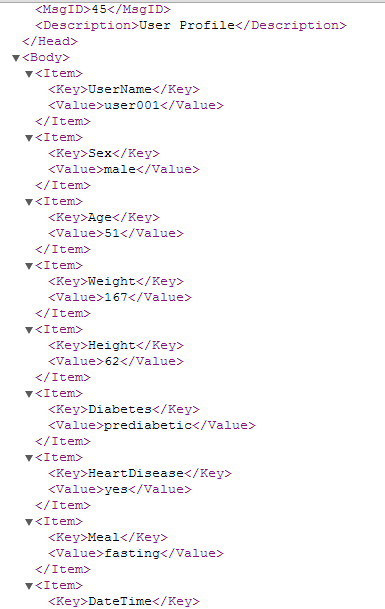 <MsgID>45</MsgID>
<Description>User Profile</Description>
</Head>
<Body>
<Item>
<Key>UserName</Key>
<Value>user001</Value>
</Item>
<Item>
<Key>Sex</Key>
<Value>male</Value>
</Item>
<Item>
<Key>Age</Key>
<Value>51</Value>
</Item>
<Item>
<Key>Weight</Key>
<Value>167</Value>
</Item>
<Item>
<Key>Height</Key>
<Value>62</Value>
</Item>
<Item>
<Key>Diabetes</Key>
<Value>prediabetic</Value>
</Item>
<Item>
<Key>HeartDisease</Key>
<Value>yes</Value>
</Item>
<Item>
<Key>Meal</Key>
<Value>fasting</Value>
</Item>
<Item>
<Key>DateTime</Key>